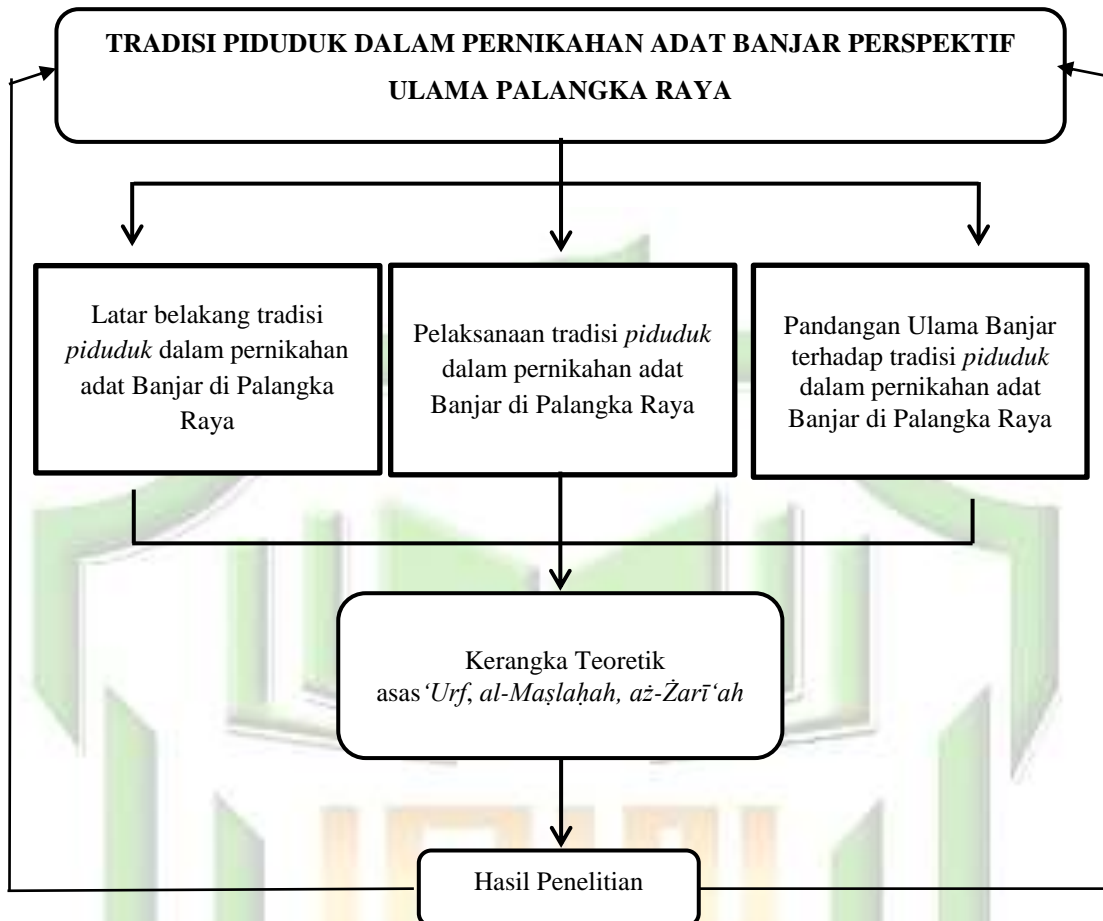 TRADISI PIDUDUK DALAM PERNIKAHAN ADAT BANJAR PERSPEKTIF
ULAMA PALANGKA RAYA
Latar belakang tradisi
piduduk dalam pernikahan
adat Banjar di Palangka
Raya
Pelaksanaan tradisi piduduk
dalam pernikahan adat
Banjar di Palangka Raya
Pandangan Ulama Banjar
terhadap tradisi piduduk
dalam pernikahan adat
Banjar di Palangka Raya
Kerangka Teoretik
asas ‘Urf, al-Maṣlaḥah, aż-Żarī‘ah
Hasil Penelitian